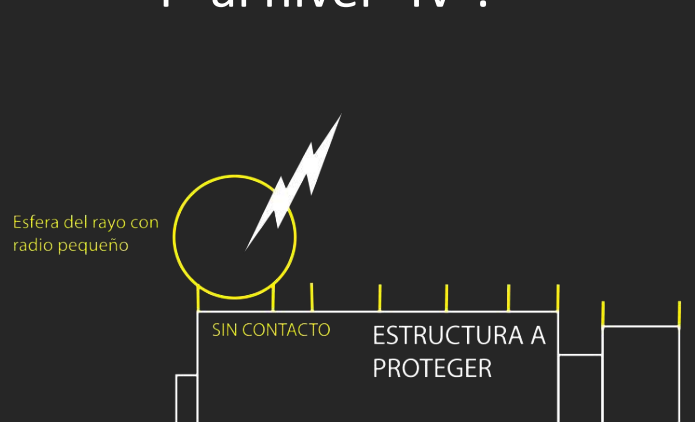 Esfera del rayo con
radio pequeño
SIN CONTACTO
ESTRUCTURA A
PROTEGER